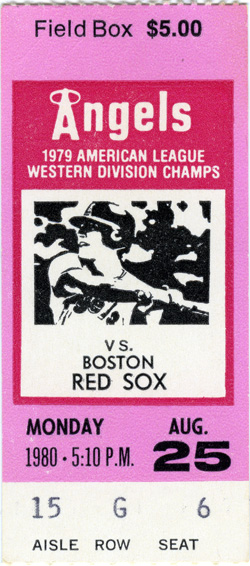 Field Box $5.00
Angels
1979 AMERICAN LEAGUE
WESTERN DIVISION CHAMPS
VS.
BOSTON
RED SOX
MONDAY AUG.
1980 • 5:10 P.M. 25
15 G 6
AISLE ROW SEAT